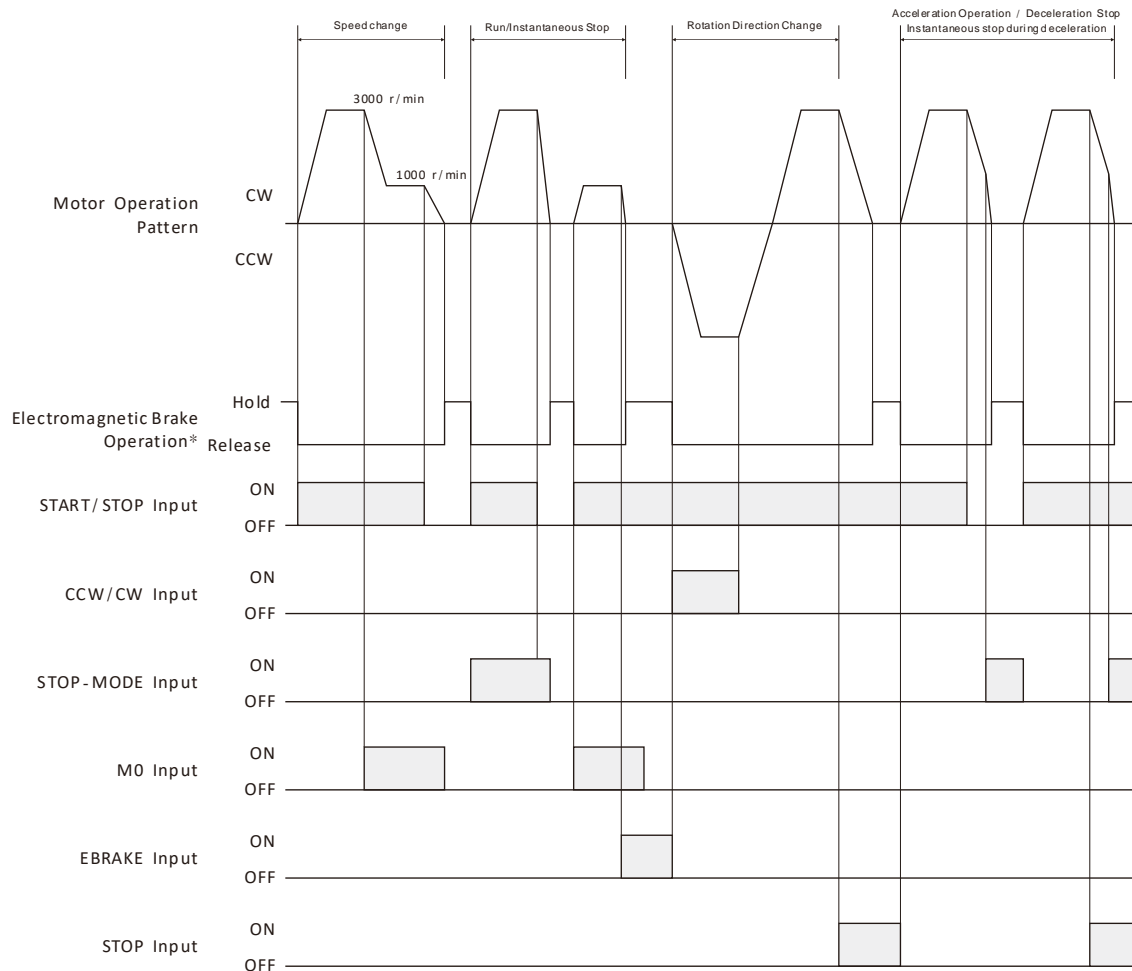 Speed change
Run/Instantaneous Stop
Rotation Direction Change
Acceleration Operation / Deceleration Stop
Instantaneous stop during deceleration
3000 r/min
1000 r/min
Motor Operation
Pattern
CW
CCW
Electromagnetic Brake
Operation*
Hold
Release
START/STOP Input
ON
OFF
CCW/CW Input
ON
OFF
STOP-MODE Input
ON
OFF
M0 Input
ON
OFF
EBRAKE Input
ON
OFF
STOP Input
ON
OFF